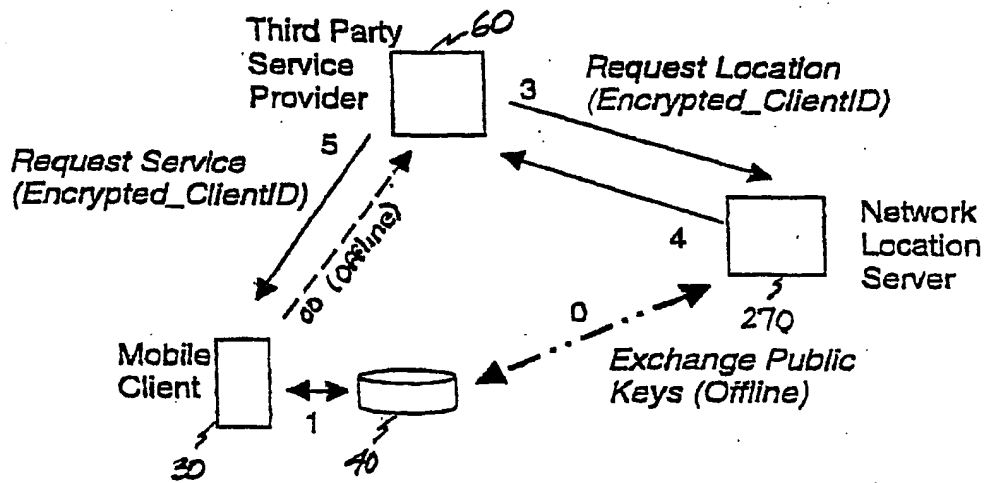 Third Party
Service
Provider
60
Request Location
(Encrypted_ClientID)
3
5
Request Service
(Encrypted_ClientID)
00 (Offline)
4
Network
Location
Server
270
0
Exchange Public
Keys (Offline)
Mobile
Client
1
30
40